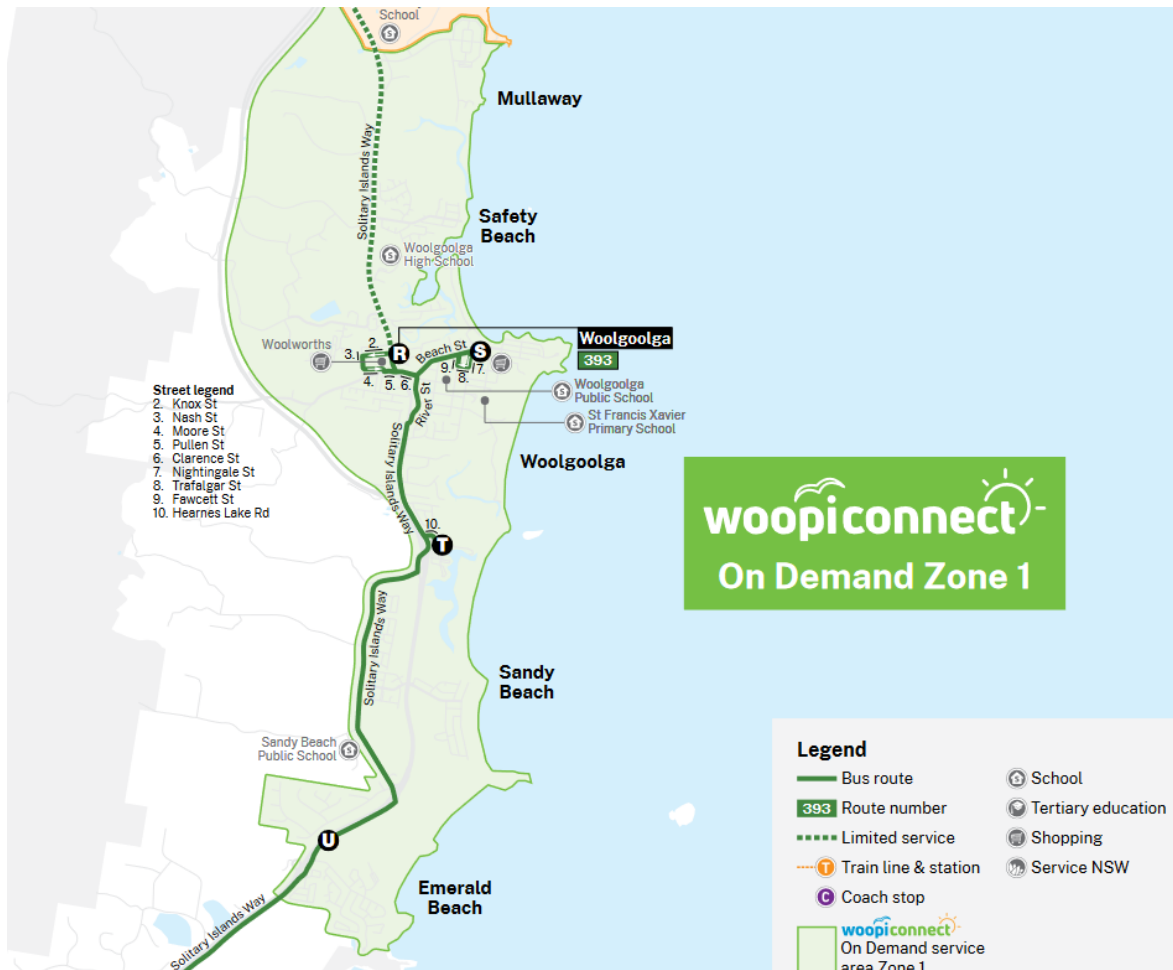 School
Mullaway
Solitary Islands Way
Safety
Beach
Woolgoolga
High School
Woolworths
2.
3.
R
Beach St
S
Woolgoolga
393
4.
5.
6.
9.
8.
7.
River St
Woolgoolga
Public School
St Francis Xavier
Primary School
Street legend
2. Knox St
3. Nash St
4. Moore St
5. Pullen St
6. Clarence St
7. Nightingale St
8. Trafalgar St
9. Fawcett St
10. Hearnes Lake Rd
Solitary Islands Way
Woolgoolga
10.
T
woopiconnect
On Demand Zone 1
Solitary Islands Way
Sandy
Beach
Sandy Beach
Public School
U
Emerald
Beach
Solitary Islands Way
Legend
Bus route
393 Route number
Limited service
T Train line & station
C Coach stop
woopiconnect
On Demand service
area Zone 1
School
Tertiary education
Shopping
Service NSW